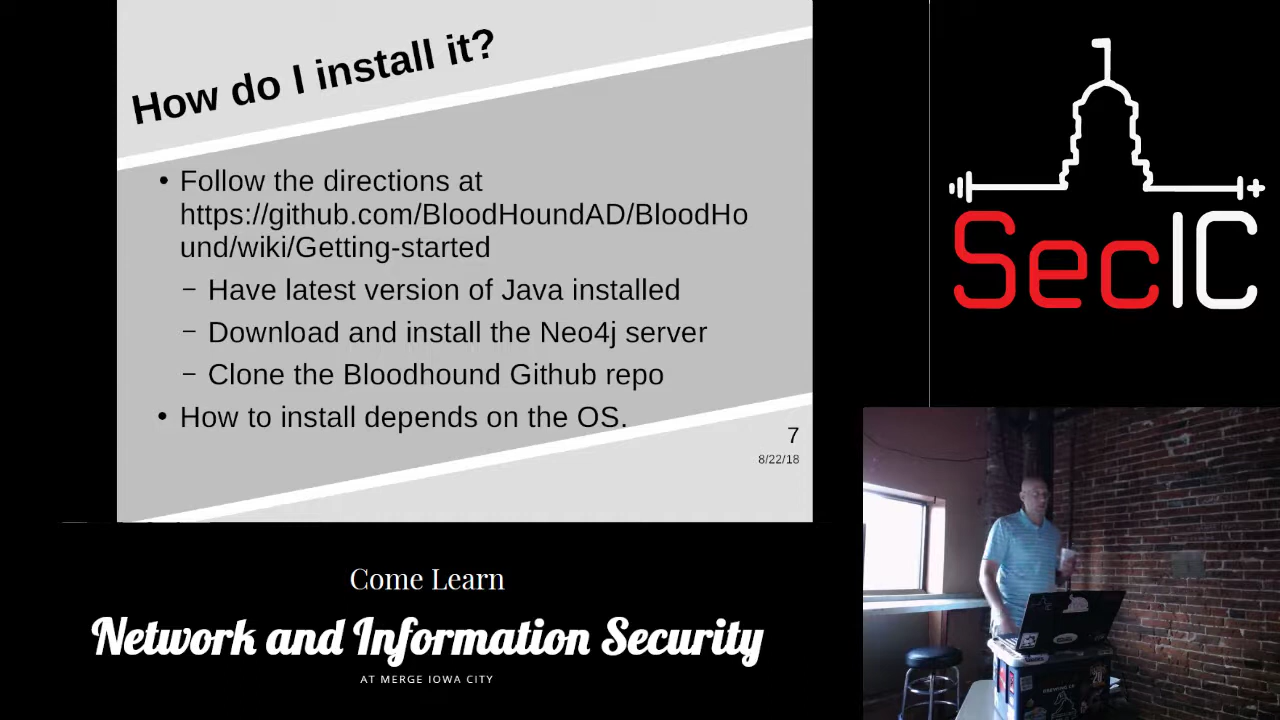 How do I install it?
• Follow the directions at
https://github.com/BloodHoundAD/BloodHo
und/wiki/Getting-started
– Have latest version of Java installed
– Download and install the Neo4j server
– Clone the Bloodhound Github repo
• How to install depends on the OS.
7
8/22/18
SecIC
Come Learn
Network and Information Security
AT MERGE IOWA CITY